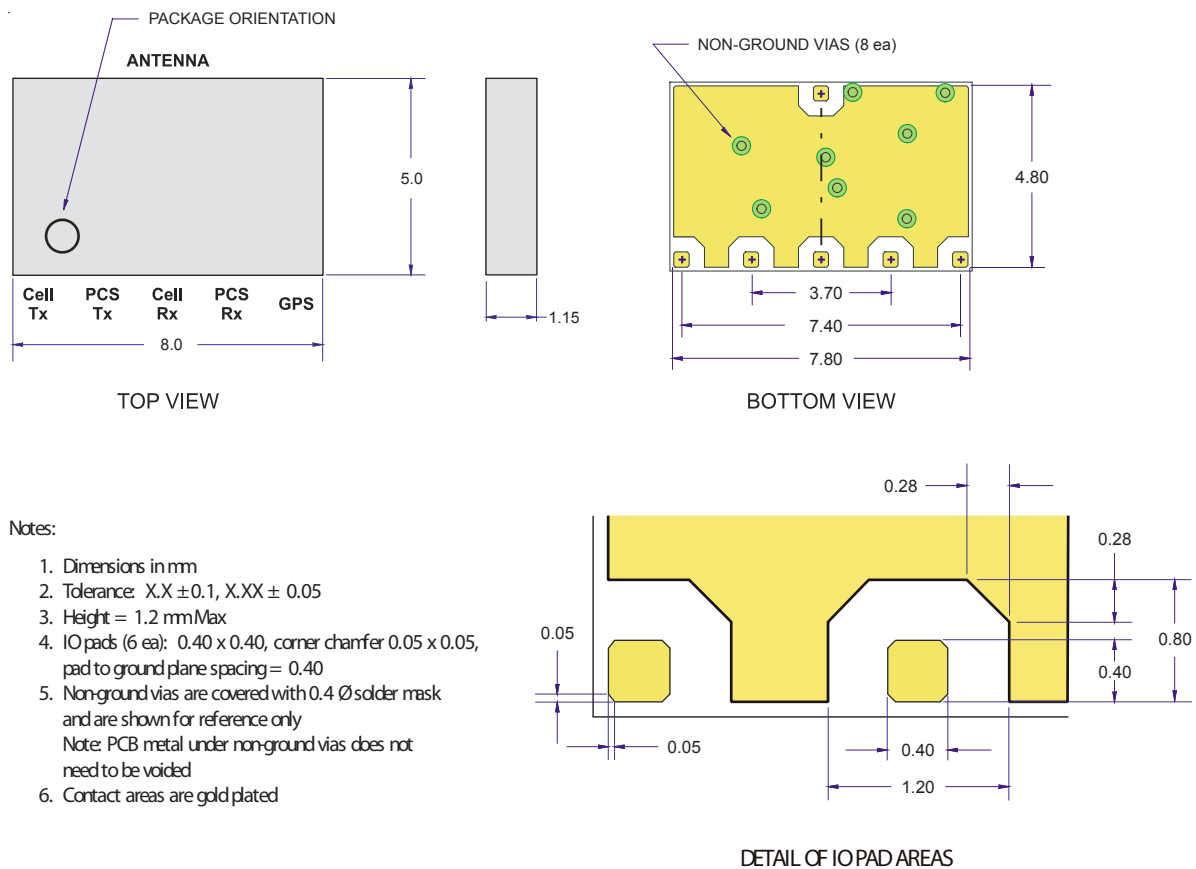 PACKAGE ORIENTATION
ANTENNA
5.0
Cell Tx
PCS Tx
Cell Rx
PCS Rx
GPS
8.0
TOP VIEW
1.15
NON-GROUND VIAS (8 ea)
4.80
3.70
7.40
7.80
BOTTOM VIEW
Notes:
1. Dimensions in mm
2. Tolerance: X.X ±0.1, X.XX ± 0.05
3. Height = 1.2 mm Max
4. IO pads (6 ea): 0.40 x 0.40, corner chamfer 0.05 x 0.05,
pad to ground plane spacing = 0.40
5. Non-ground vias are covered with 0.4 Ø solder mask
and are shown for reference only
Note: PCB metal under non-ground vias does not
need to be voided
6. Contact areas are gold plated
0.28
0.28
0.80
0.40
0.05
0.05
0.40
1.20
DETAIL OF IO PAD AREAS